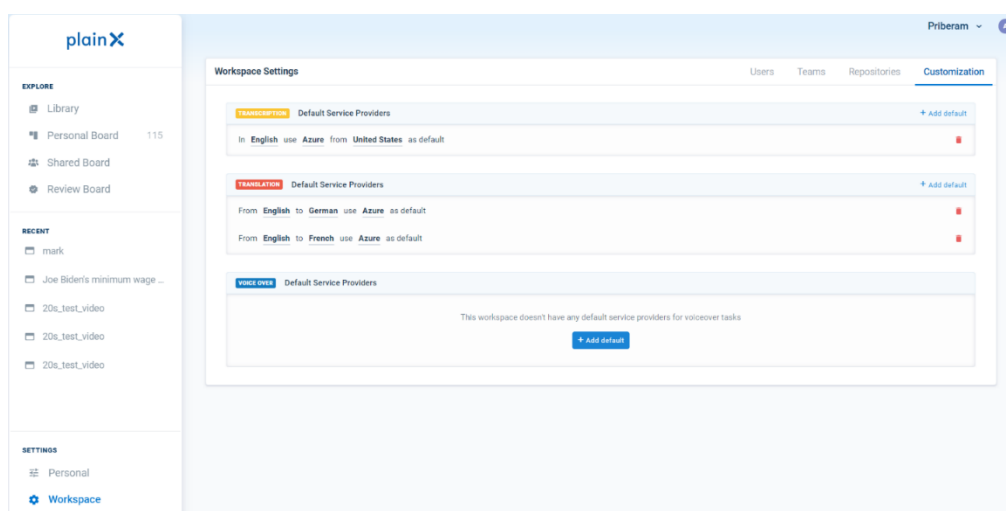 plainX
Priberam
EXPLORE
Library
Personal Board 115
Shared Board
Review Board
RECENT
mark
Joe Biden's minimum wage ...
20s_test_video
20s_test_video
20s_test_video
SETTINGS
Personal
Workspace
Workspace Settings
Users Teams Repositories Customization
TRANSCRIPTION Default Service Providers + Add default
In English use Azure from United States as default
TRANSLATION Default Service Providers + Add default
From English to German use Azure as default
From English to French use Azure as default
VOICE OVER Default Service Providers
This workspace doesn't have any default service providers for voiceover tasks
+ Add default